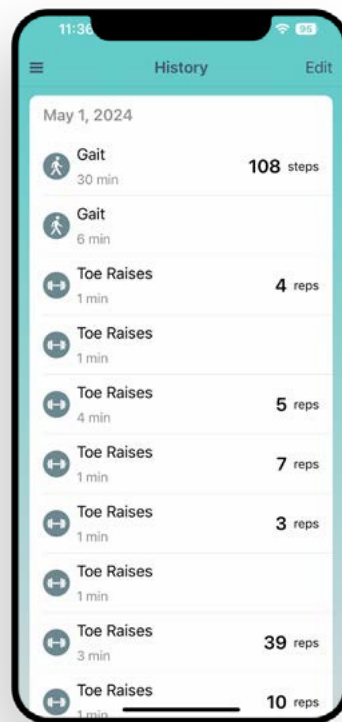 11:36
95
History
Edit
May 1, 2024
Gait
30 min
108 steps
Gait
6 min
Toe Raises
1 min
4 reps
Toe Raises
1 min
Toe Raises
4 min
5 reps
Toe Raises
1 min
7 reps
Toe Raises
1 min
3 reps
Toe Raises
1 min
Toe Raises
3 min
39 reps
Toe Raises
1 min
10 reps